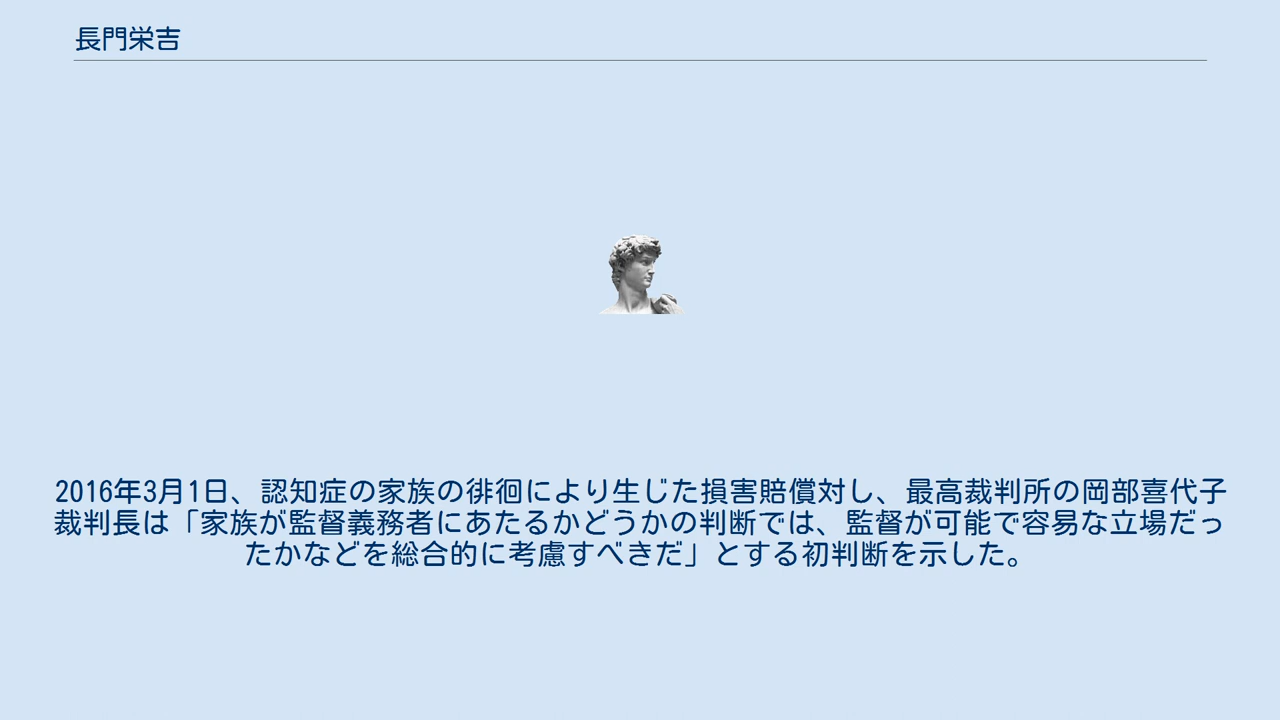 長門栄吉
2016年3月1日、認知症の家族の徘徊により生じた損害賠償対し、最高裁判所の岡部喜代子
裁判長は「家族が監督義務者にあたるかどうかの判断では、監督が可能で容易な立場だっ
たかなどを総合的に考慮すべきだ」とする初判断を示した。